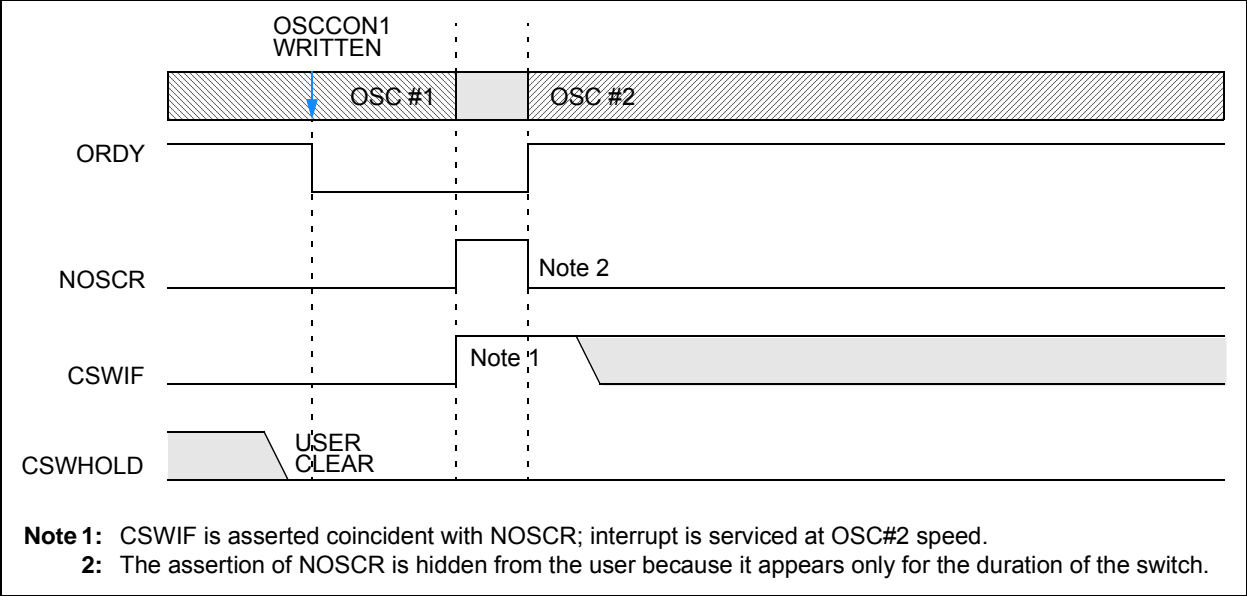 OSCCON1
WRITTEN
OSC #1
OSC #2
ORDY
NOSCR
Note 2
CSWIF
Note 1
CSWHOLD
USER
CLEAR
Note 1: CSWIF is asserted coincident with NOSCR; interrupt is serviced at OSC#2 speed.
2: The assertion of NOSCR is hidden from the user because it appears only for the duration of the switch.